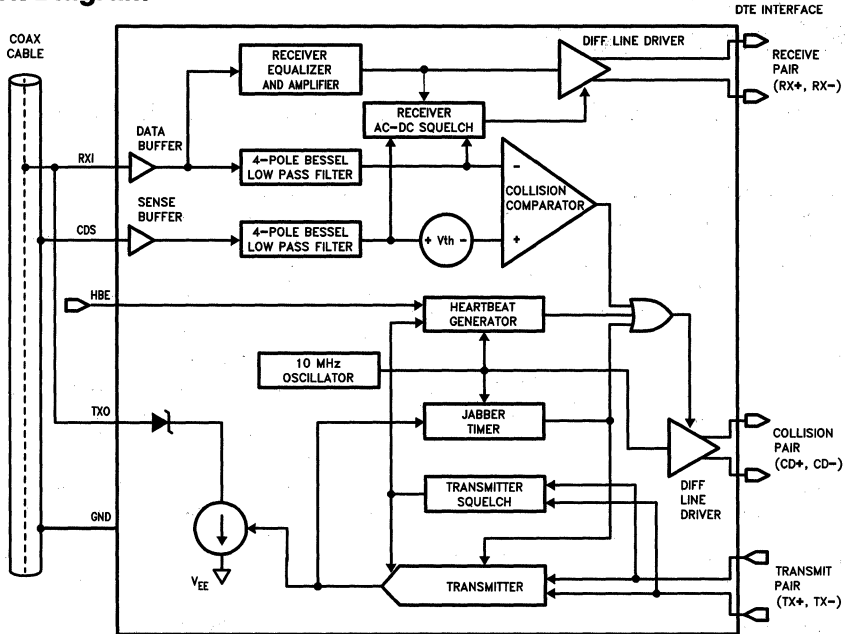 DTE INTERFACE
COAX
CABLE
RECEIVER
EQUALIZER
AND AMPLIFIER
DIFF LINE DRIVER
RECEIVE
PAIR
(RX+, RX-)
RECEIVER
AC-DC SQUELCH
DATA
BUFFER
RXI
4-POLE BESSEL
LOW PASS FILTER
-
COLLISION
COMPARATOR
+
SENSE
BUFFER
CDS
4-POLE BESSEL
LOW PASS FILTER
+ Vth -
HBE
HEARTBEAT
GENERATOR
10 MHz
OSCILLATOR
TXO
JABBER
TIMER
COLLISION
PAIR
(CD+, CD-)
DIFF
LINE
DRIVER
TRANSMITTER
SQUELCH
GND
VEE
TRANSMITTER
TRANSMIT
PAIR
(TX+, TX-)